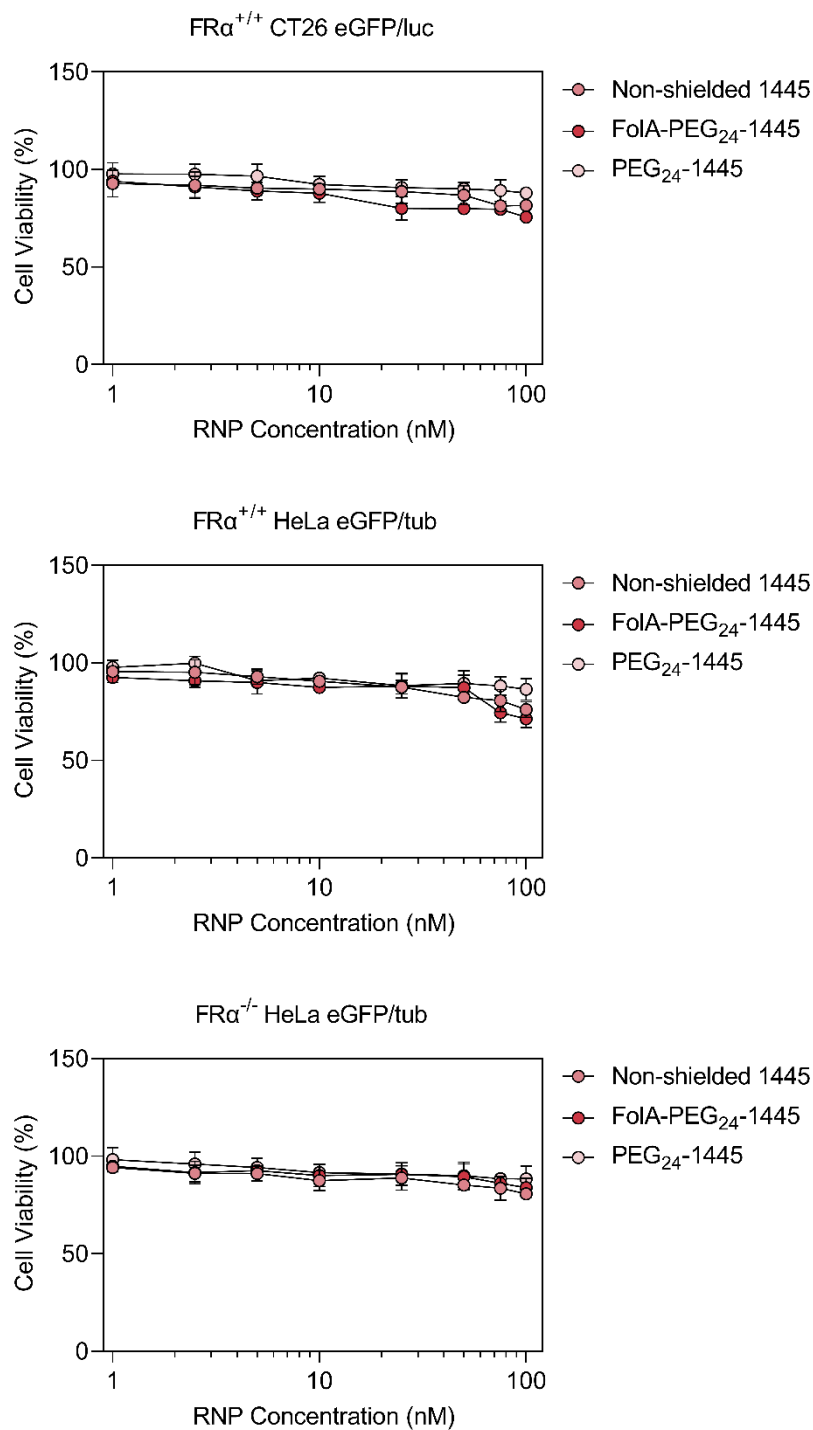 FRα+/+ CT26 eGFP/luc
150
100
50
0
Cell Viability (%)
1 10 100
RNP Concentration (nM)
Non-shielded 1445
FolA-PEG24-1445
PEG24-1445
FRα+/+ HeLa eGFP/tub
150
100
50
0
Cell Viability (%)
1 10 100
RNP Concentration (nM)
Non-shielded 1445
FolA-PEG24-1445
PEG24-1445
FRα-/- HeLa eGFP/tub
150
100
50
0
Cell Viability (%)
1 10 100
RNP Concentration (nM)
Non-shielded 1445
FolA-PEG24-1445
PEG24-1445